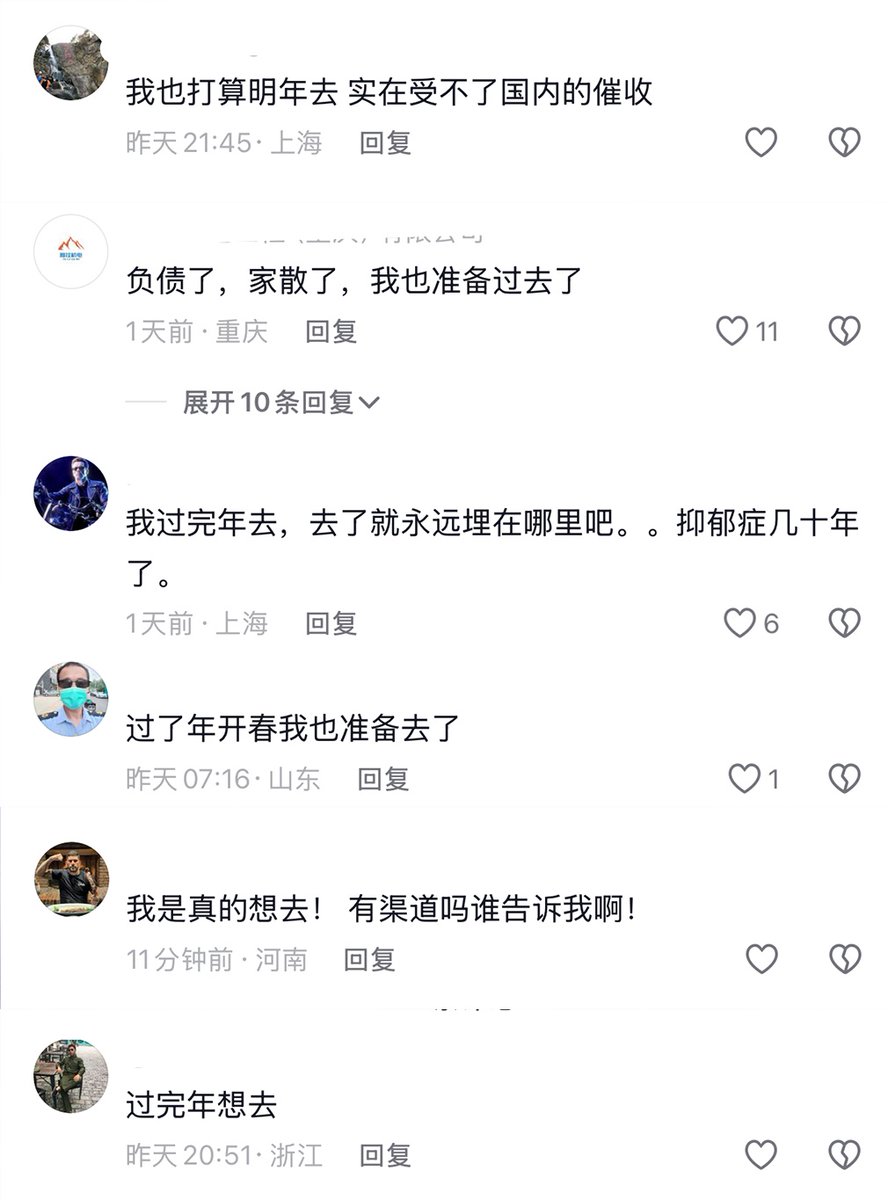 我也打算明年去 实在受不了国内的催收
昨天 21:45 · 上海 回复
负债了，家散了，我也准备过去了
1天前 · 重庆 回复
11
展开10条回复
我过完年去，去了就永远埋在哪里吧。。抑郁症几十年
了。
1天前 · 上海 回复
6
过了年开春我也准备去了
昨天 07:16 · 山东 回复
1
我是真的想去！ 有渠道吗谁告诉我啊！
11分钟前 · 河南 回复
过完年想去
昨天 20:51 · 浙江 回复